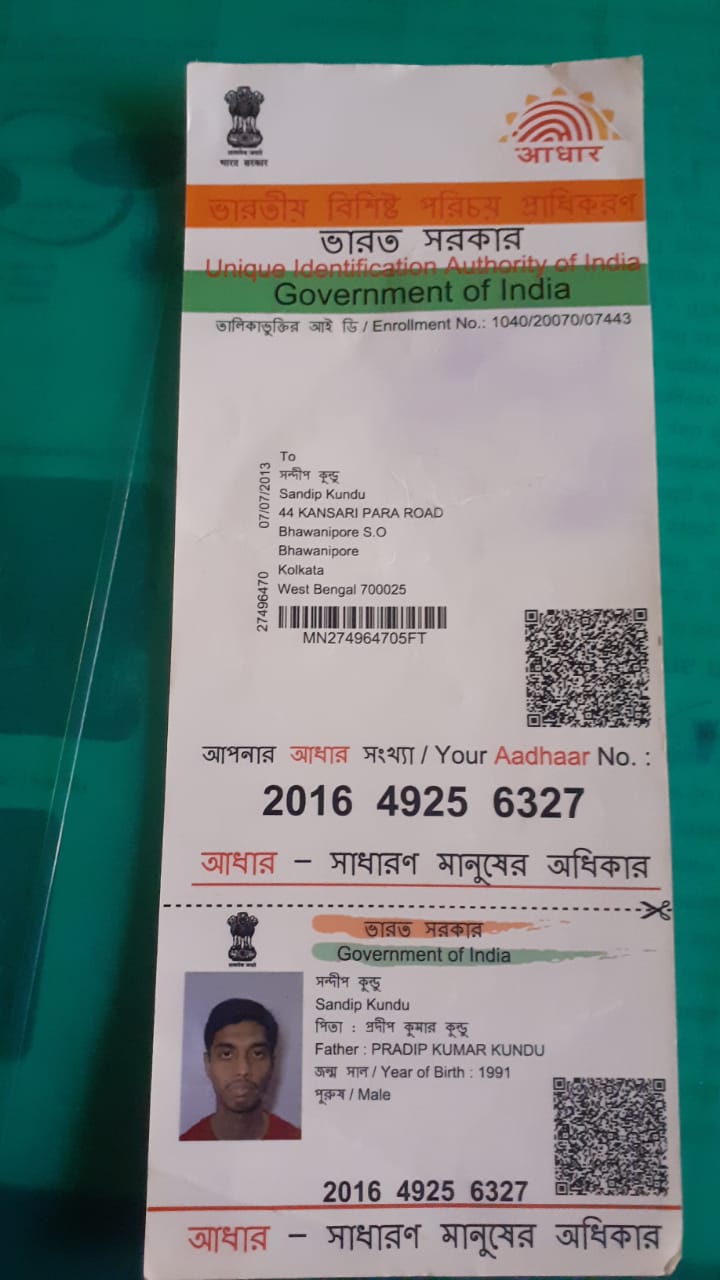 भारत सरकार
आधार
ভারতীয় বিশিষ্ট পরিচয় প্রাধিকরণ
ভারত সরকার
Unique Identification Authority of India
Government of India
তালিকাভুক্তির আই ডি / Enrollment No.: 1040/20070/07443
To
সন্দীপ কুন্ডু
Sandip Kundu
44 KANSARI PARA ROAD
Bhawanipore S.O
Bhawanipore
Kolkata
West Bengal 700025
27496470 07/07/2013
MN274964705FT
আপনার আধার সংখ্যা / Your Aadhaar No. :
2016 4925 6327
আধার – সাধারণ মানুষের অধিকার
ভারত সরকার
Government of India
সন্দীপ কুন্ডু
Sandip Kundu
পিতা : প্রদীপ কুমার কুন্ডু
Father : PRADIP KUMAR KUNDU
জন্ম সাল / Year of Birth : 1991
পুরুষ / Male
2016 4925 6327
আধার – সাধারণ মানুষের অধিকার